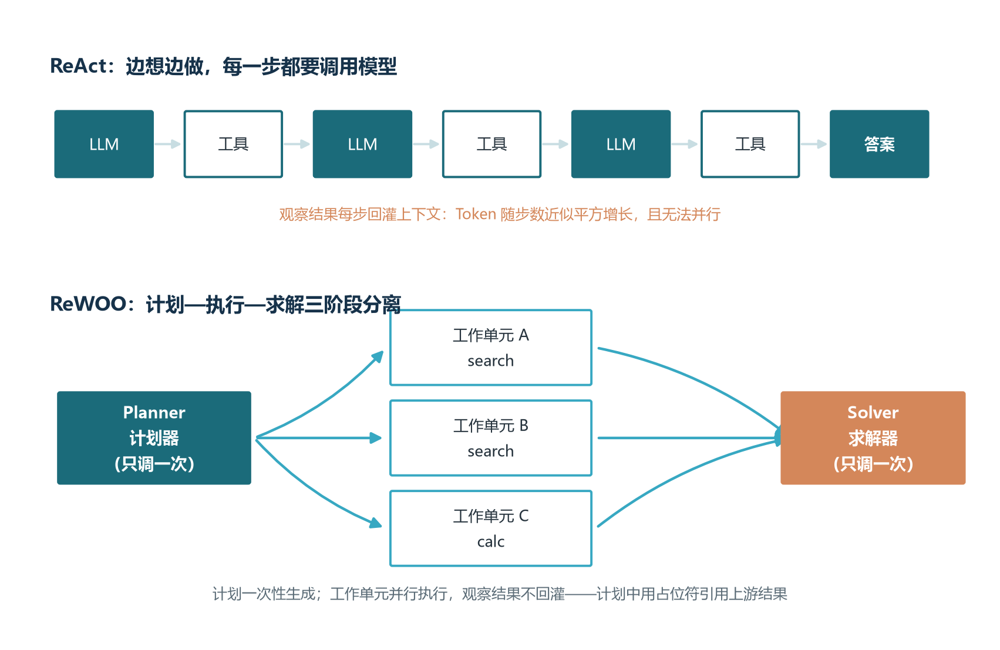 ReAct：边想边做，每一步都要调用模型
LLM
工具
LLM
工具
LLM
工具
答案
观察结果每步回灌上下文：Token 随步数近似平方增长，且无法并行
ReWOO：计划—执行—求解三阶段分离
工作单元 A
search
Planner
计划器
（只调一次）
工作单元 B
search
Solver
求解器
（只调一次）
工作单元 C
calc
计划一次性生成；工作单元并行执行，观察结果不回灌——计划中用占位符引用上游结果